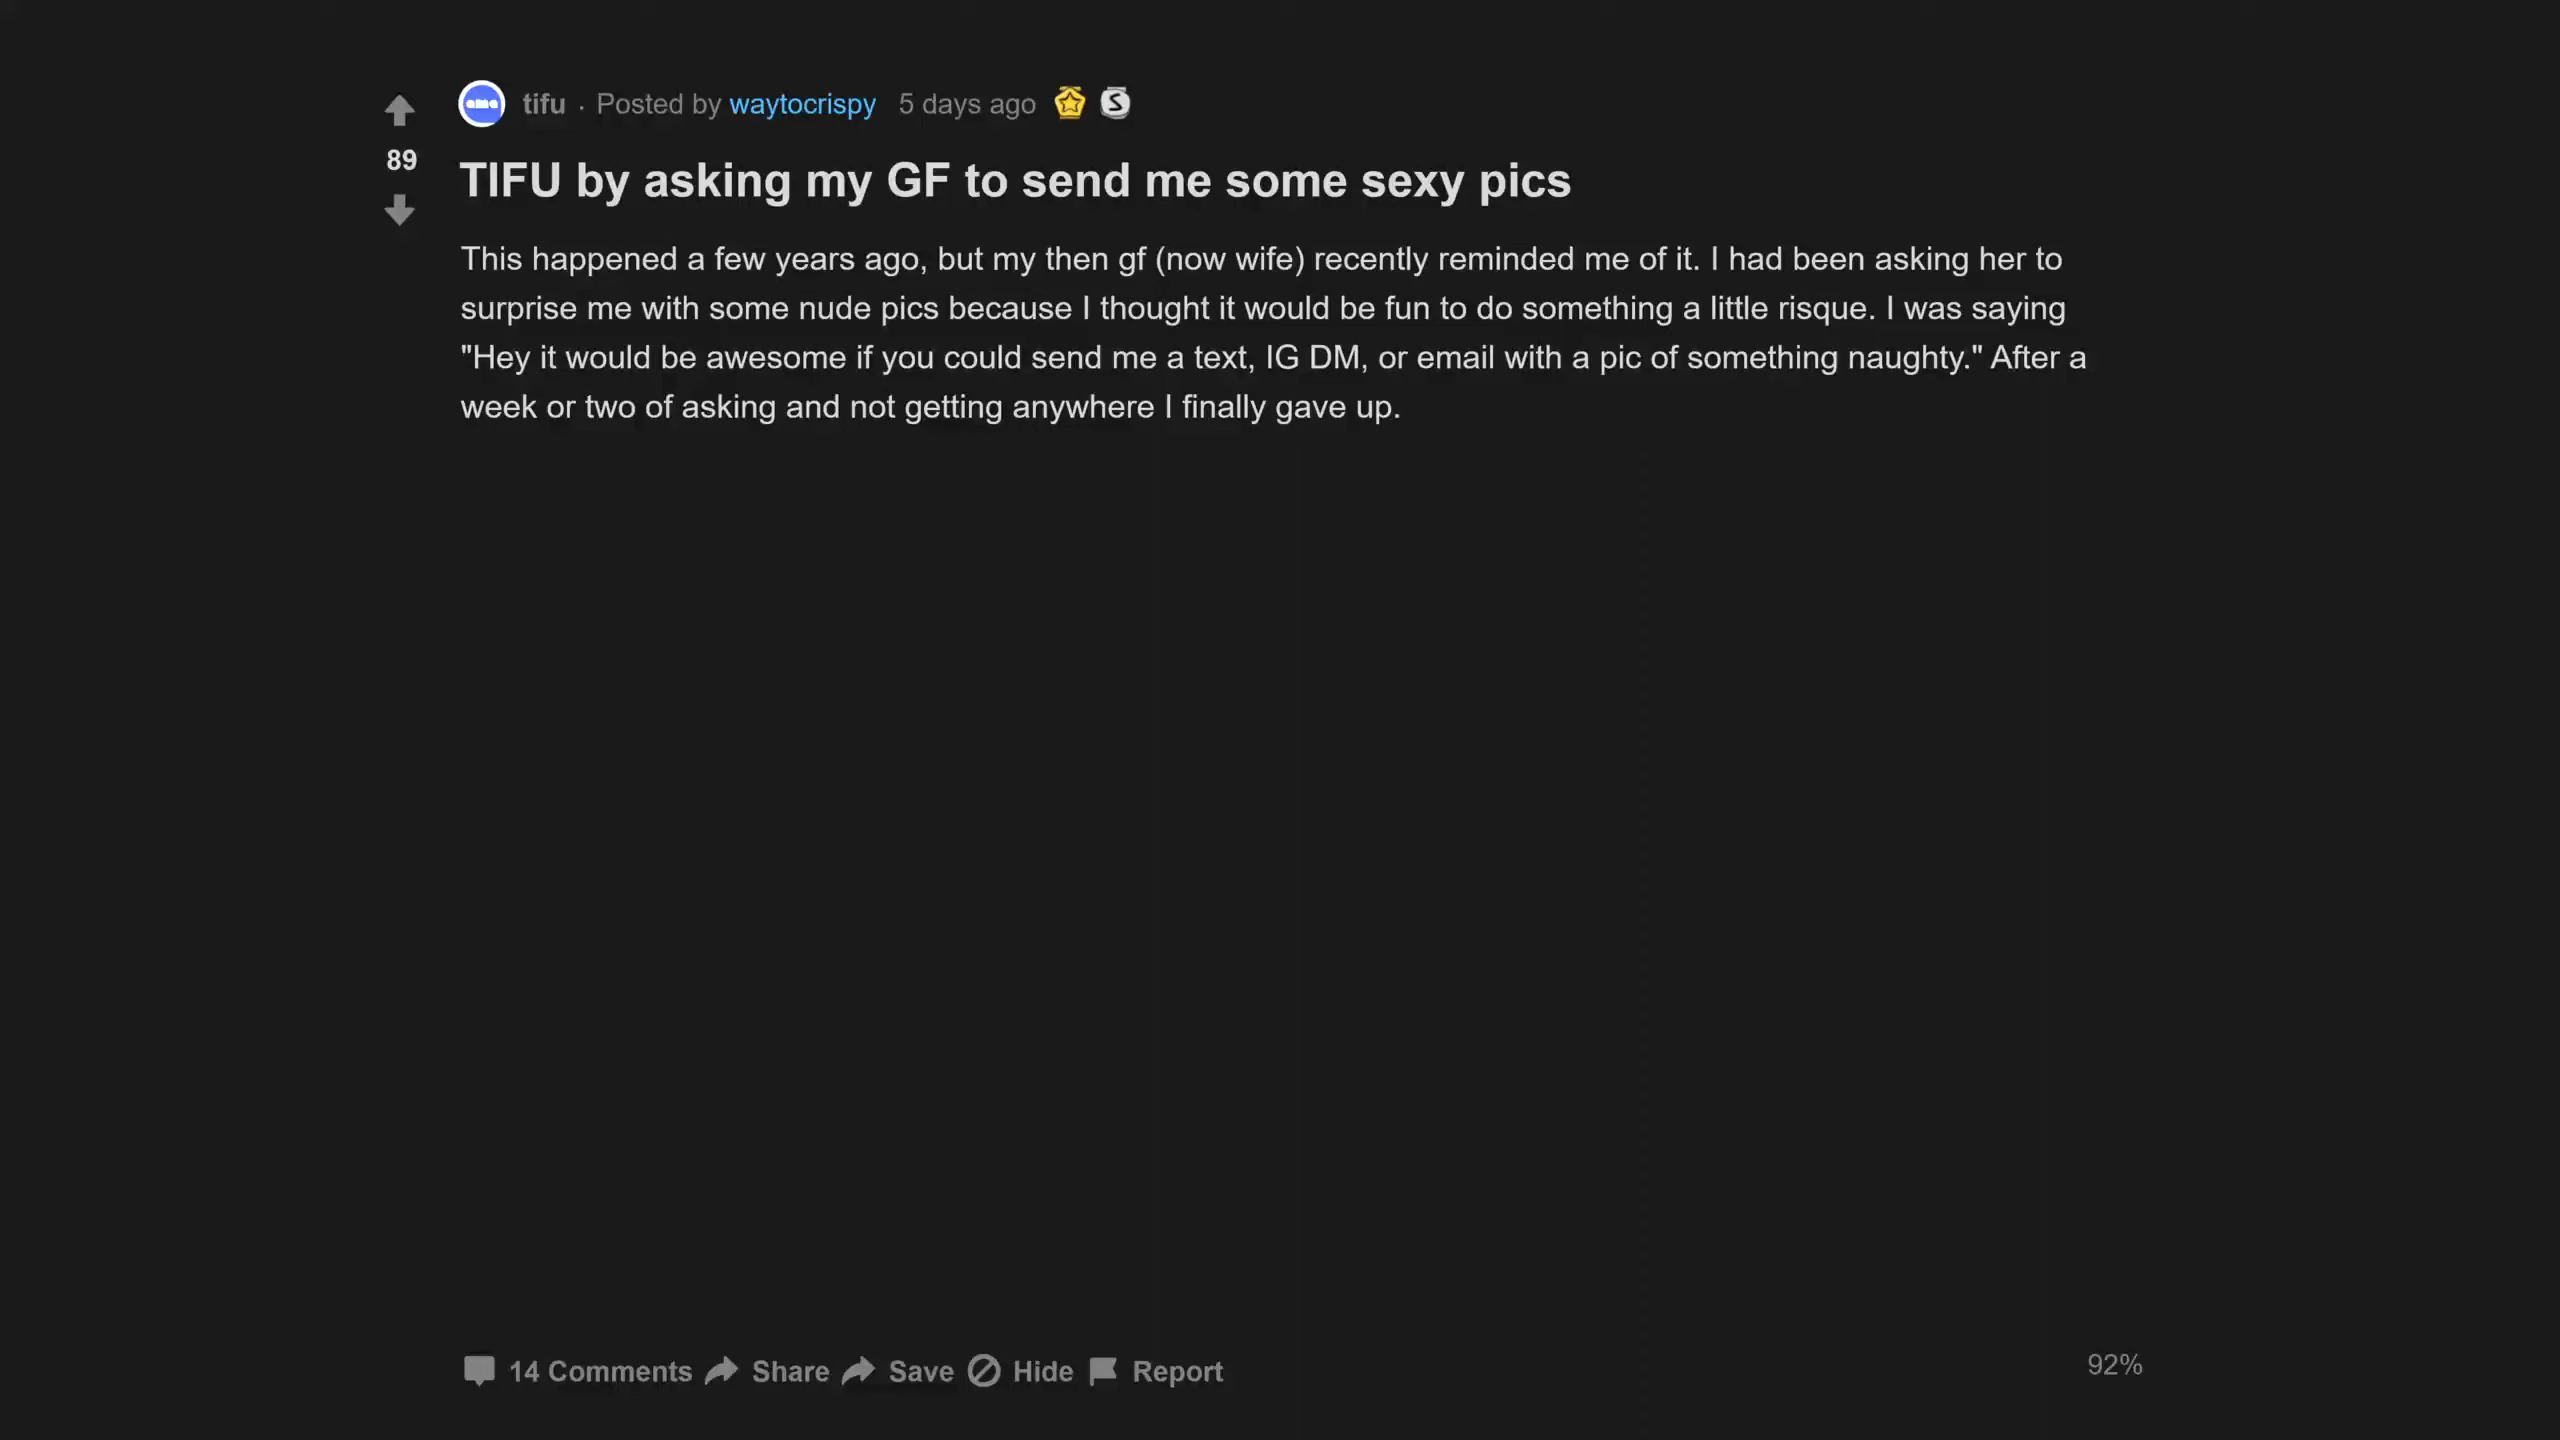 ama tifu · Posted by waytocrispy 5 days ago S
89
TIFU by asking my GF to send me some sexy pics
This happened a few years ago, but my then gf (now wife) recently reminded me of it. I had been asking her to
surprise me with some nude pics because I thought it would be fun to do something a little risque. I was saying
"Hey it would be awesome if you could send me a text, IG DM, or email with a pic of something naughty." After a
week or two of asking and not getting anywhere I finally gave up.
14 Comments Share Save Hide Report
92%